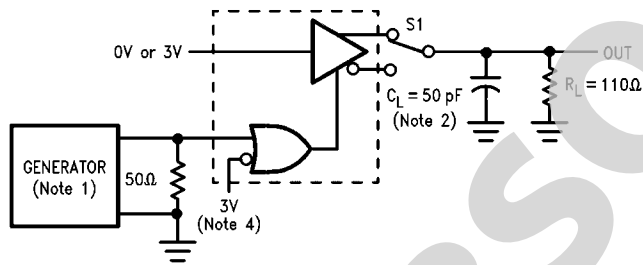 S1
0V or 3V
OUT
C_L = 50 pF
(Note 2)
R_L = 110Ω
GENERATOR
(Note 1)
50Ω
3V
(Note 4)